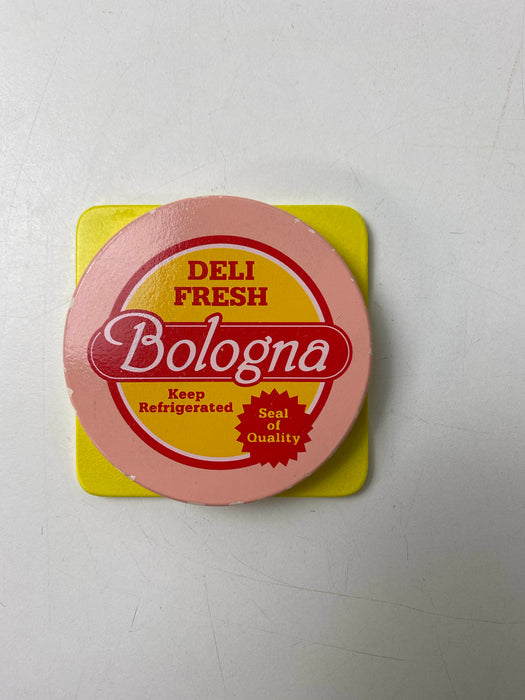 DELI
FRESH
Bologna
Keep
Refrigerated
Seal
of
Quality